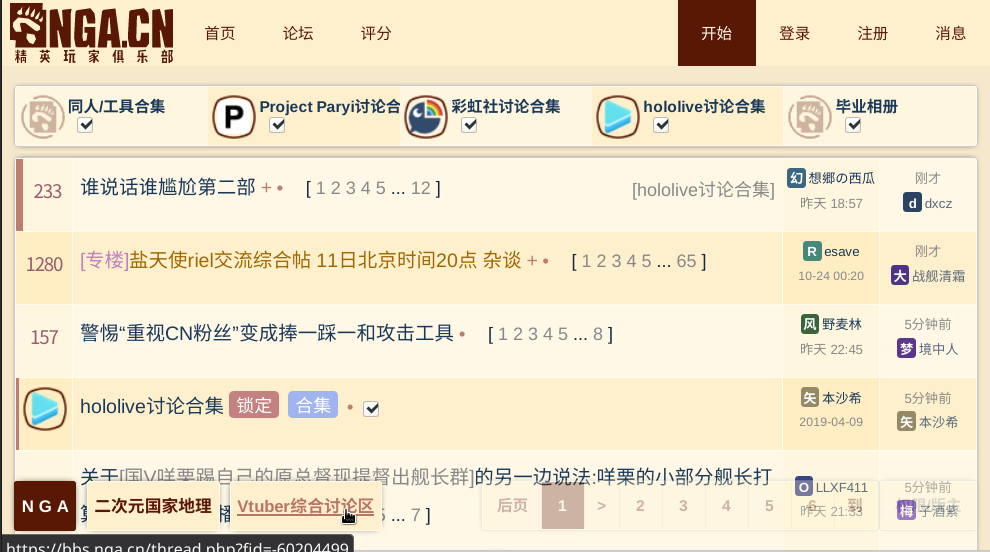 NGA.CN
精英玩家俱乐部
首页 论坛 评分 开始 登录 注册 消息
同人/工具合集 Project Paryi讨论合 彩虹社讨论合集 hololive讨论合集 毕业相册
P
233 谁说话谁尴尬第二部 + • [ 1 2 3 4 5 ... 12 ] [hololive讨论合集] 幻 想郷の西瓜 刚才
昨天 18:57 d dxcz
1280 [专楼]盐天使riel交流综合帖 11日北京时间20点 杂谈 + • [ 1 2 3 4 5 ... 65 ] R esave 刚才
10-24 00:20 大 战舰清霜
157 警惕“重视CN粉丝”变成捧一踩一和攻击工具 • [ 1 2 3 4 5 ... 8 ] 风 野麦林 5分钟前
昨天 22:45 梦 境中人
hololive讨论合集 锁定 合集 • 矢 本沙希 5分钟前
2019-04-09 矢 本沙希
关于[国V咩栗踢自己的原总督现提督出舰长群]的另一边说法:咩栗的小部分舰长打 O LLXF411 5分钟前
播 5 ... 7 ] 昨天 21:33 梅 子酒紫
NGA 二次元国家地理 Vtuber综合讨论区 后页 1 > 2 3 4 5 6 到
https://bbs.nga.cn/thread.php?fid=-60204499